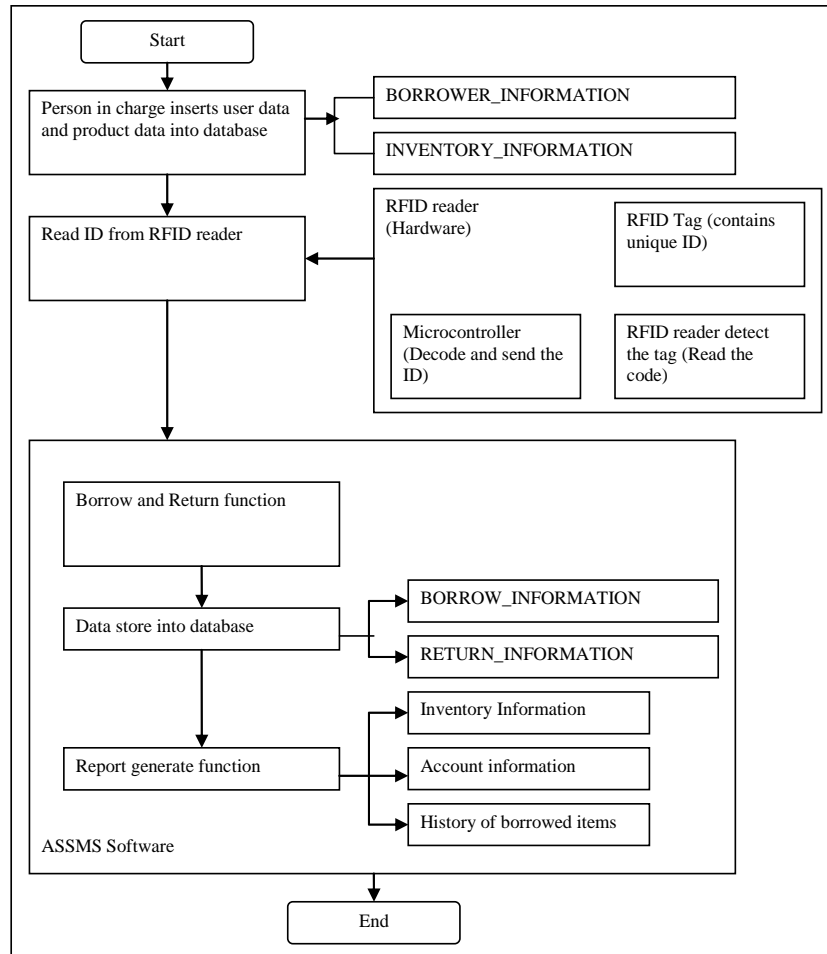 Start
Person in charge inserts user data
and product data into database
BORROWER_INFORMATION
INVENTORY_INFORMATION
Read ID from RFID reader
RFID reader
(Hardware)
RFID Tag (contains
unique ID)
Microcontroller
(Decode and send the
ID)
RFID reader detect
the tag (Read the
code)
Borrow and Return function
Data store into database
BORROW_INFORMATION
RETURN_INFORMATION
Report generate function
Inventory Information
Account information
History of borrowed items
ASSMS Software
End